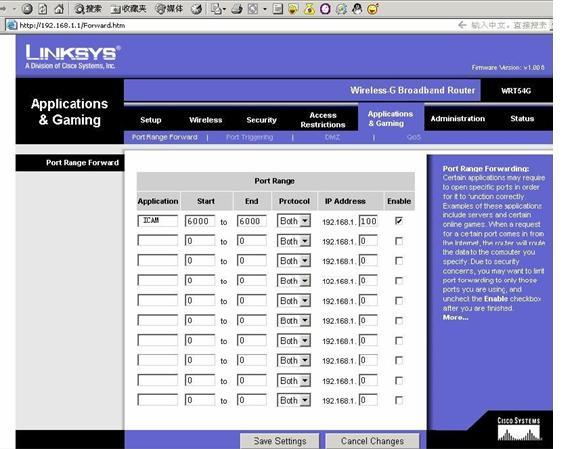 搜索 收藏夹 媒体
http://192.168.1.1/Forward.htm
输入中文，直接搜索
LINKSYS®
A Division of Cisco Systems, Inc.
Firmware Version: v1.00.6
Wireless-G Broadband Router WRT54G
Applications & Gaming
Setup Wireless Security Access Restrictions Applications & Gaming Administration Status
Port Range Forward | Port Triggering | DMZ | QoS
Port Range Forward
Port Range
Application Start End Protocol IP Address Enable
XCAM 6000 to 6000 Both 192.168.1. 100
0 to 0 Both 192.168.1. 0
0 to 0 Both 192.168.1. 0
0 to 0 Both 192.168.1. 0
0 to 0 Both 192.168.1. 0
0 to 0 Both 192.168.1. 0
0 to 0 Both 192.168.1. 0
0 to 0 Both 192.168.1. 0
0 to 0 Both 192.168.1. 0
0 to 0 Both 192.168.1. 0
Save Settings Cancel Changes
Port Range Forwarding:
Certain applications may require
to open specific ports in order
for it to function correctly.
Examples of these applications
include servers and certain
online games. When a request
for a certain port comes in from
the Internet, the router will route
the data to the computer you
specify. Due to security
concerns, you may want to limit
port forwarding to only those
ports you are using, and
uncheck the Enable checkbox
after you are finished.
More...
CISCO SYSTEMS